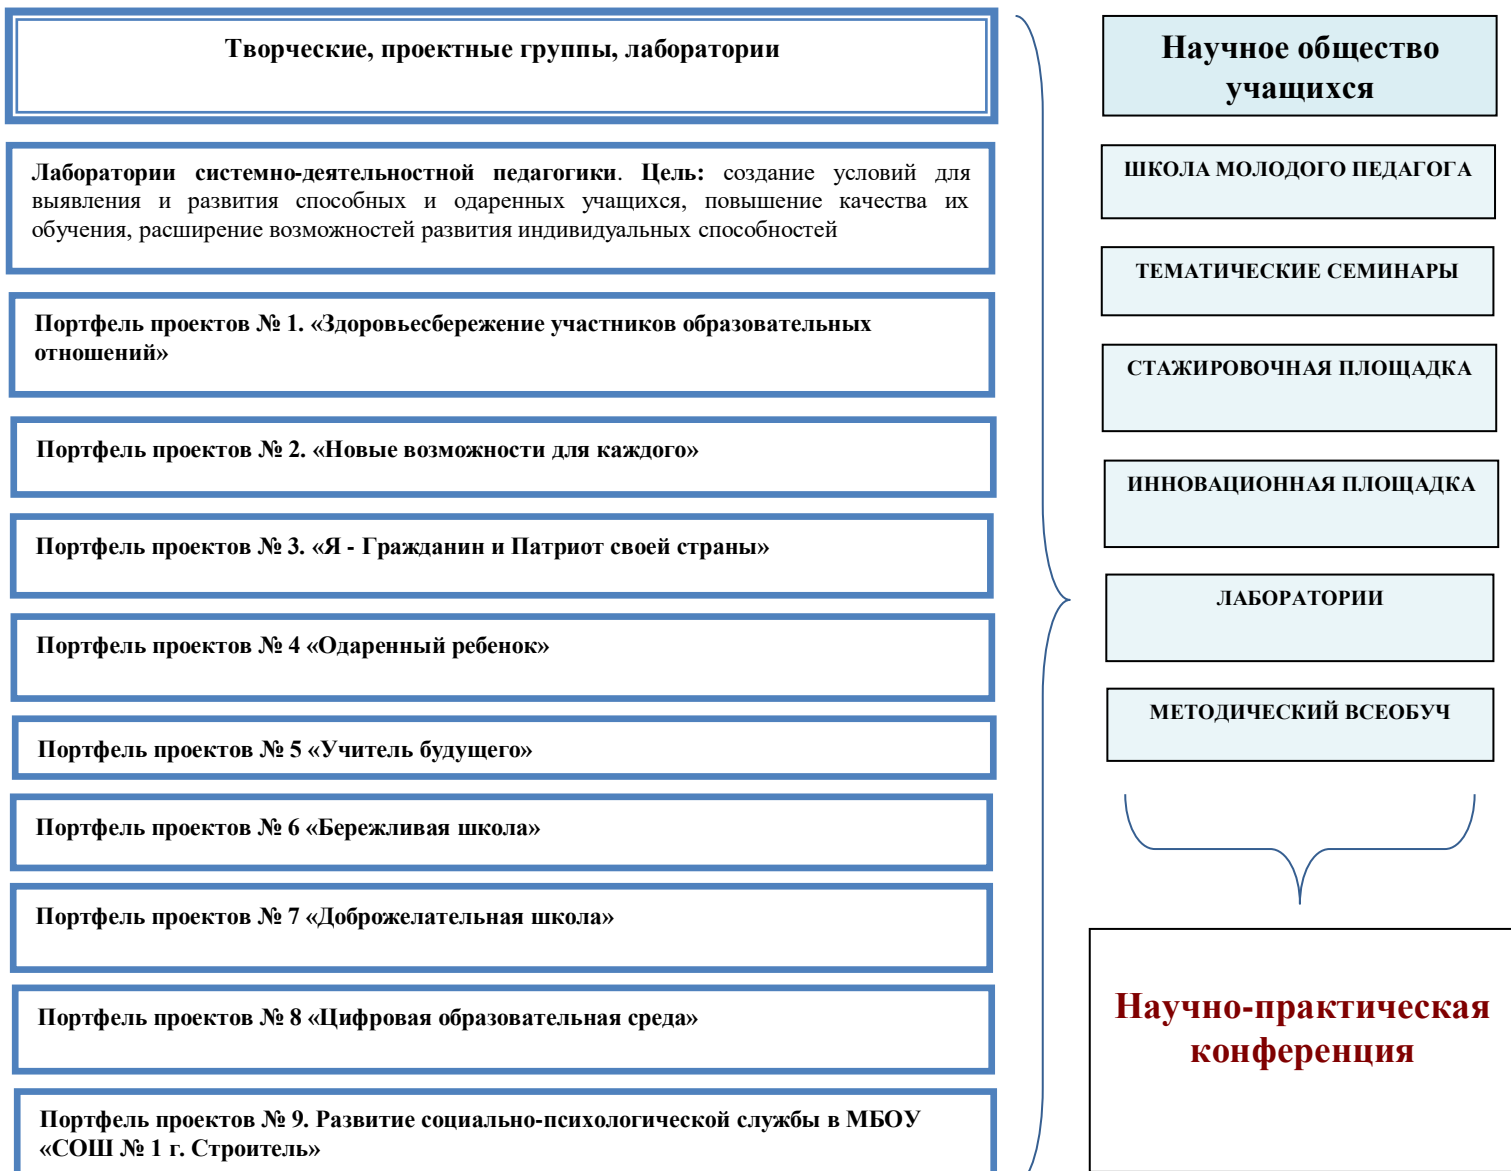 Творческие, проектные группы, лаборатории
Лаборатории системно-деятельностной педагогики. Цель: создание условий для
выявления и развития способных и одаренных учащихся, повышение качества их
обучения, расширение возможностей развития индивидуальных способностей
Портфель проектов № 1. «Здоровьесбережение участников образовательных
отношений»
Портфель проектов № 2. «Новые возможности для каждого»
Портфель проектов № 3. «Я - Гражданин и Патриот своей страны»
Портфель проектов № 4 «Одаренный ребенок»
Портфель проектов № 5 «Учитель будущего»
Портфель проектов № 6 «Бережливая школа»
Портфель проектов № 7 «Доброжелательная школа»
Портфель проектов № 8 «Цифровая образовательная среда»
Портфель проектов № 9. Развитие социально-психологической службы в МБОУ
«СОШ № 1 г. Строитель»
Научное общество
учащихся
ШКОЛА МОЛОДОГО ПЕДАГОГА
ТЕМАТИЧЕСКИЕ СЕМИНАРЫ
СТАЖИРОВОЧНАЯ ПЛОЩАДКА
ИННОВАЦИОННАЯ ПЛОЩАДКА
ЛАБОРАТОРИИ
МЕТОДИЧЕСКИЙ ВСЕОБУЧ
Научно-практическая
конференция